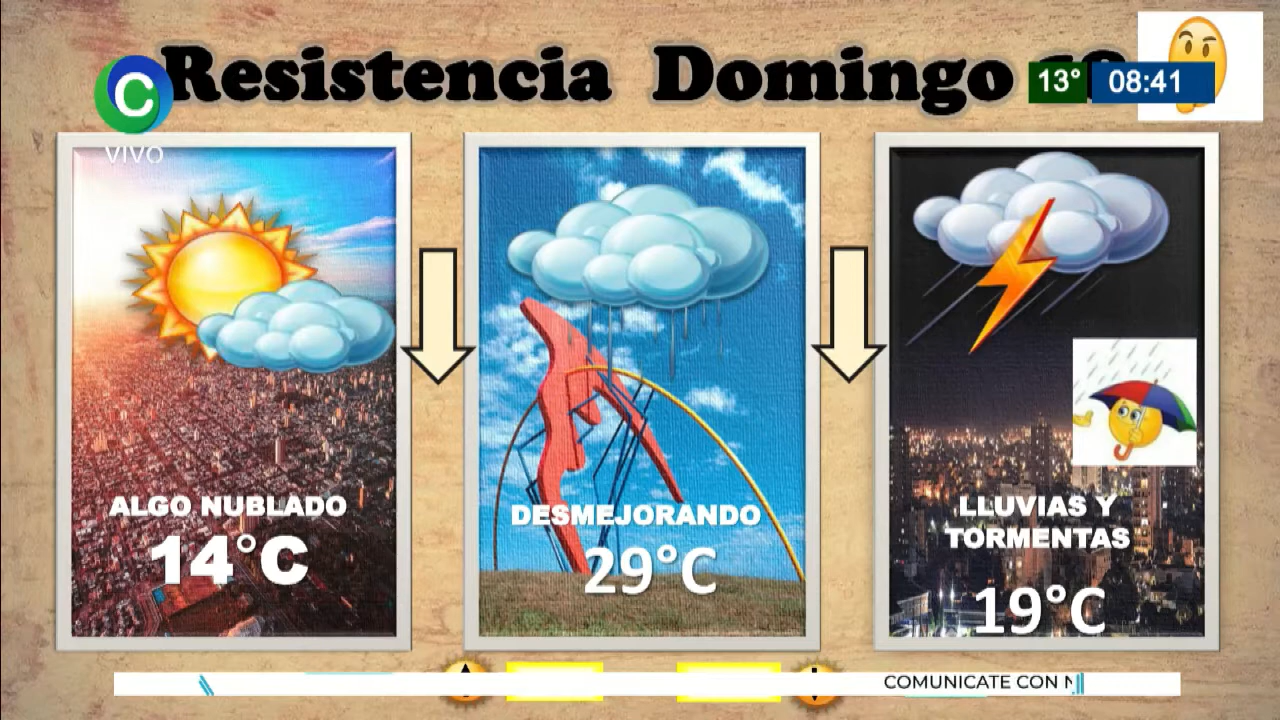 Resistencia Domingo
13° 08:41
C
VIVO
ALGO NUBLADO
14°C
DESMEJORANDO
29°C
LLUVIAS Y
TORMENTAS
19°C
COMUNICATE CON